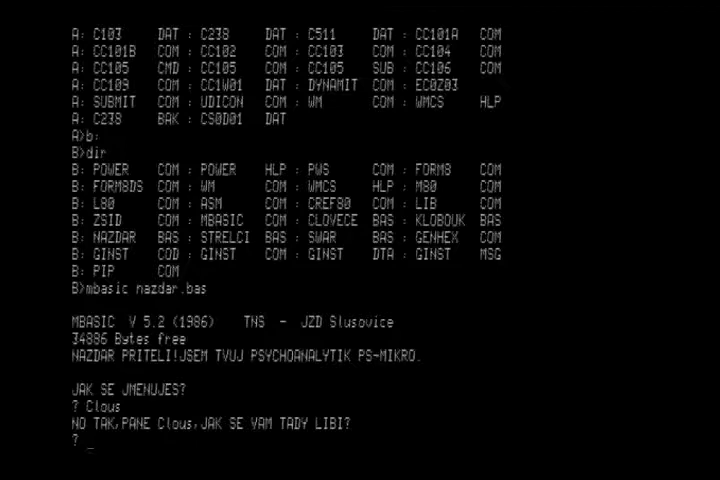 A: C103     DAT : C238     DAT : C511     DAT : CC101A   COM
A: CC101B   COM : CC102    COM : CC103    COM : CC104    COM
A: CC105    CMD : CC105    COM : CC105    SUB : CC106    COM
A: CC109    COM : CC1W01   DAT : DYNAMIT  COM : EC0Z03
A: SUBMIT   COM : UDICON   COM : WM       COM : WMCS     HLP
A: C238     BAK : CS0D01   DAT
A>b:
B>dir
B: POWER    COM : POWER    HLP : PWS      COM : FORM8    COM
B: FORM8DS  COM : WM       COM : WMCS     HLP : M80      COM
B: L80      COM : ASM      COM : CREF80   COM : LIB      COM
B: ZSID     COM : MBASIC   COM : CLOVECE  BAS : KLOBOUK  BAS
B: NAZDAR   BAS : STRELCI  BAS : SWAR     BAS : GENHEX   COM
B: GINST    COD : GINST    COM : GINST    DTA : GINST    MSG
B: PIP      COM
B>mbasic nazdar.bas
MBASIC  V 5.2 (1986)    TNS  -  JZD Slusovice
34886 Bytes free
NAZDAR PRITELI!JSEM TVUJ PSYCHOANALYTIK PS-MIKRO.
JAK SE JMENUJES?
? Clous
NO TAK,PANE Clous,JAK SE VAM TADY LIBI?
? _